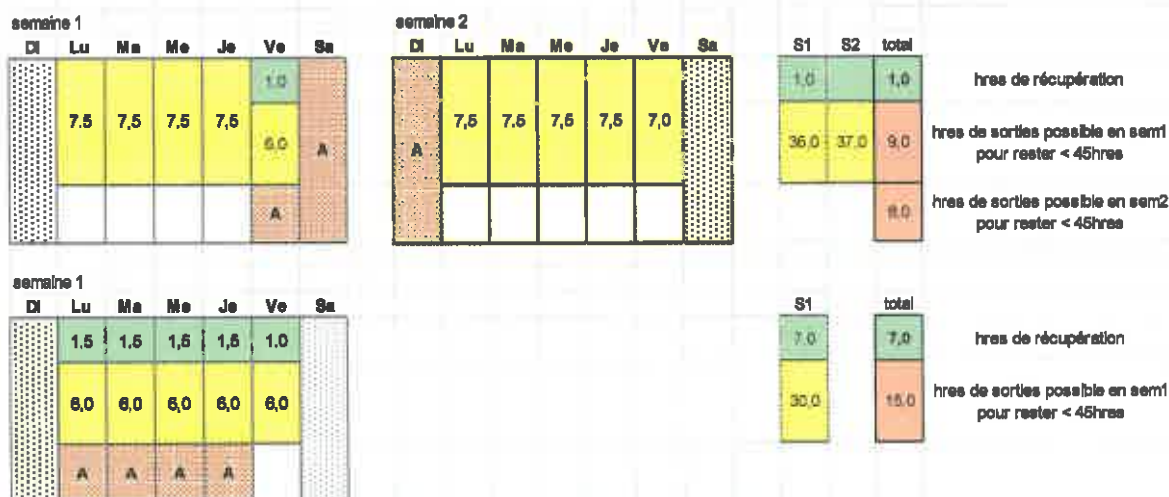 semaine 1 semaine 2
DI Lu Ma Me Je Ve Sa DI Lu Ma Me Je Ve Sa S1 S2 total
1.0 1,0 1,0 hres de récupération
7.5 7,5 7,5 7,5 6,0 A A 7,5 7.5 7,5 7,5 7,0 36,0 37,0 9,0 hres de sorties possible en sem1
pour rester < 45hres
A 8,0 hres de sorties possible en sem2
pour rester < 45hres
semaine 1
DI Lu Ma Me Je Ve Sa S1 total
1.5 1,5 1,5 1,5 1.0 7,0 7,0 hres de récupération
6,0 6,0 6,0 6,0 6,0 30,0 15,0 hres de sorties possible en sem1
pour rester < 45hres
A A A A